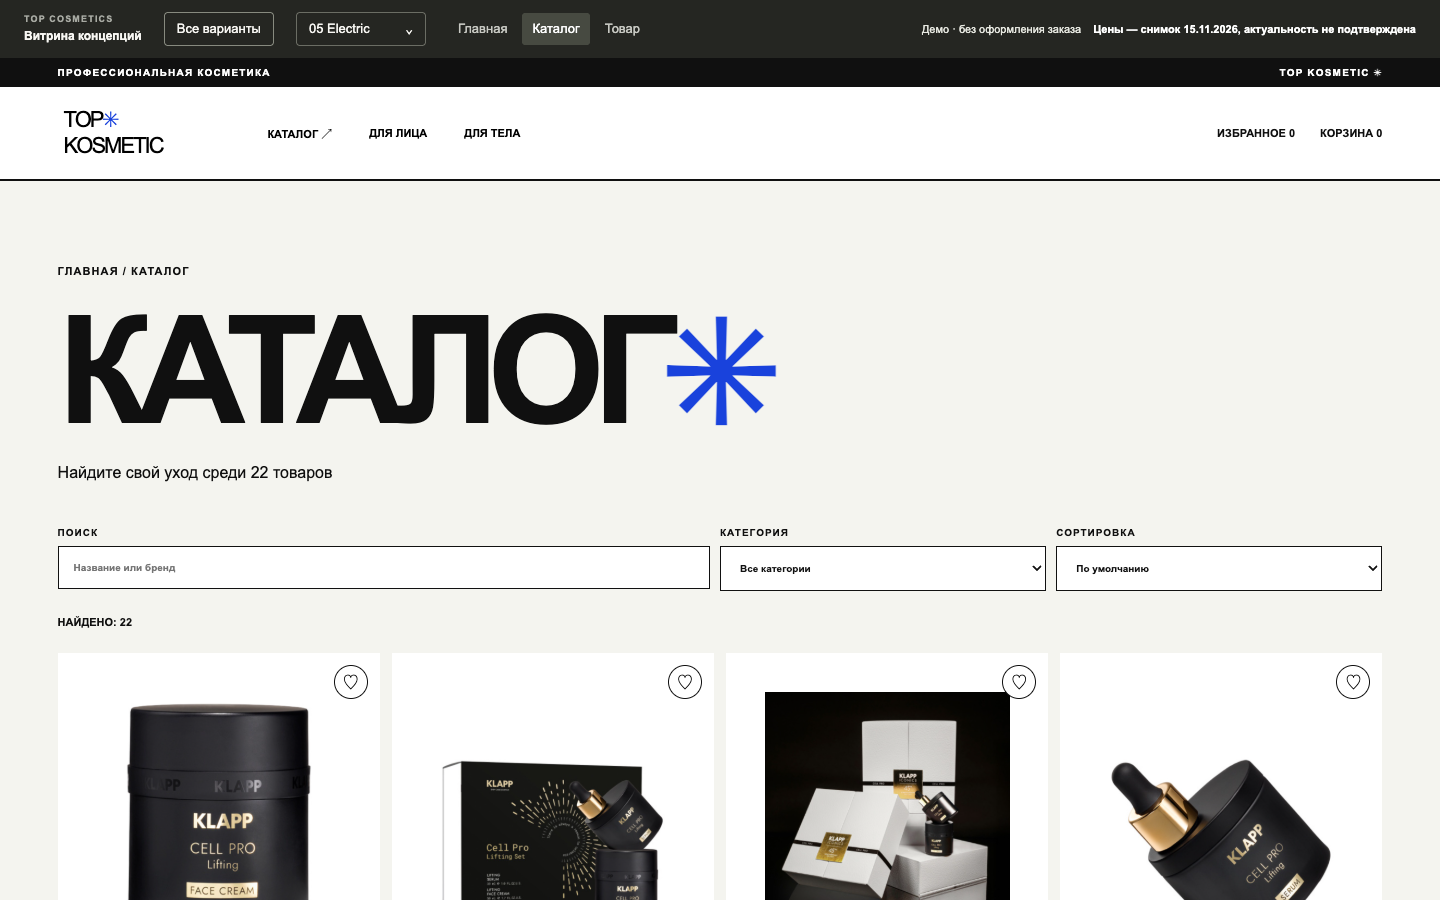 TOP COSMETICS
Витрина концепций
Все варианты
05 Electric
Главная
Каталог
Товар
Демо · без оформления заказа
Цены — снимок 15.11.2026, актуальность не подтверждена
ПРОФЕССИОНАЛЬНАЯ КОСМЕТИКА
TOP KOSMETIC ✳
TOP✳
KOSMETIC
КАТАЛОГ ↗
ДЛЯ ЛИЦА
ДЛЯ ТЕЛА
ИЗБРАННОЕ 0
КОРЗИНА 0
ГЛАВНАЯ / КАТАЛОГ
КАТАЛОГ✳
Найдите свой уход среди 22 товаров
ПОИСК
Название или бренд
КАТЕГОРИЯ
Все категории
СОРТИРОВКА
По умолчанию
НАЙДЕНО: 22
KLAPP
KLAPP
CELL PRO
Lifting
FACE CREAM
KLAPP
Cell Pro
Lifting Set
KLAPP
KLAPP
KLAPP
KLAPP
CELL PRO
Lifting
SERUM